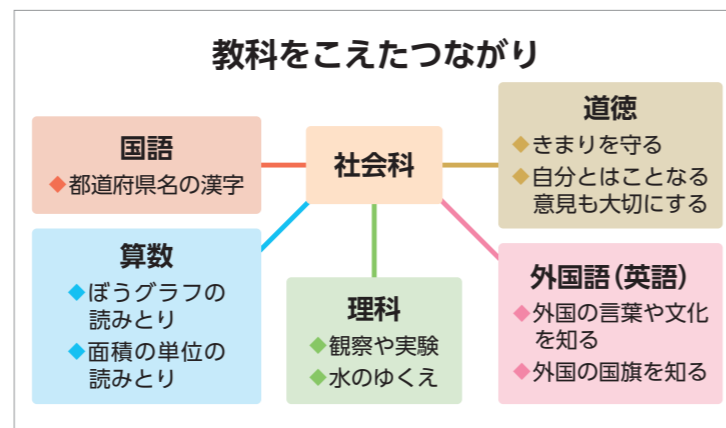 教科をこえたつながり
国語
◆都道府県名の漢字
社会科
道徳
◆きまりを守る
◆自分とはことなる
意見も大切にする
算数
◆ぼうグラフの
読みとり
◆面積の単位の
読みとり
理科
◆観察や実験
◆水のゆくえ
外国語(英語)
◆外国の言葉や文化
を知る
◆外国の国旗を知る